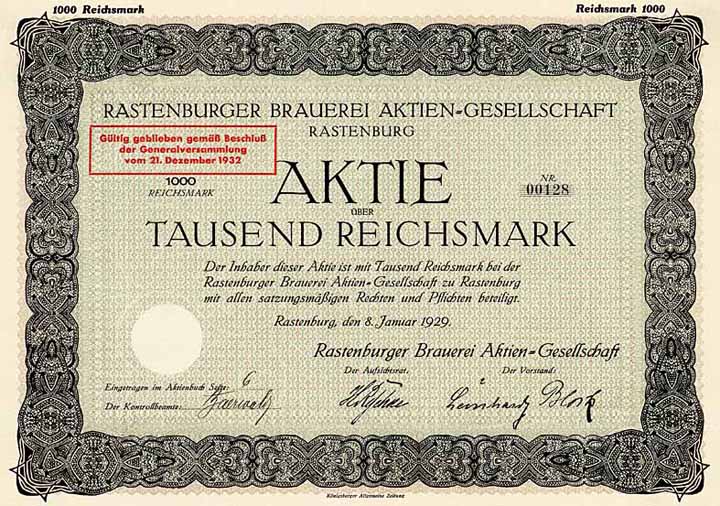 1000 Reichsmark
Reichsmark 1000
RASTENBURGER BRAUEREI AKTIEN-GESELLSCHAFT
RASTENBURG
Gültig geblieben gemäß Beschluß
der Generalversammlung
vom 21. Dezember 1932
1000
REICHSMARK
AKTIE
NR.
00128
ÜBER
TAUSEND REICHSMARK
Der Inhaber dieser Aktie ist mit Tausend Reichsmark bei der
Rastenburger Brauerei Aktien-Gesellschaft zu Rastenburg
mit allen satzungsmäßigen Rechten und Pflichten beteiligt.
Rastenburg, den 8. Januar 1929.
Rastenburger Brauerei Aktien-Gesellschaft
Der Aufsichtsrat.
Der Vorstand:
Eingetragen im Aktienbuch Seite: 6
Der Kontrollbeamte:
Königsberger Allgemeine Zeitung